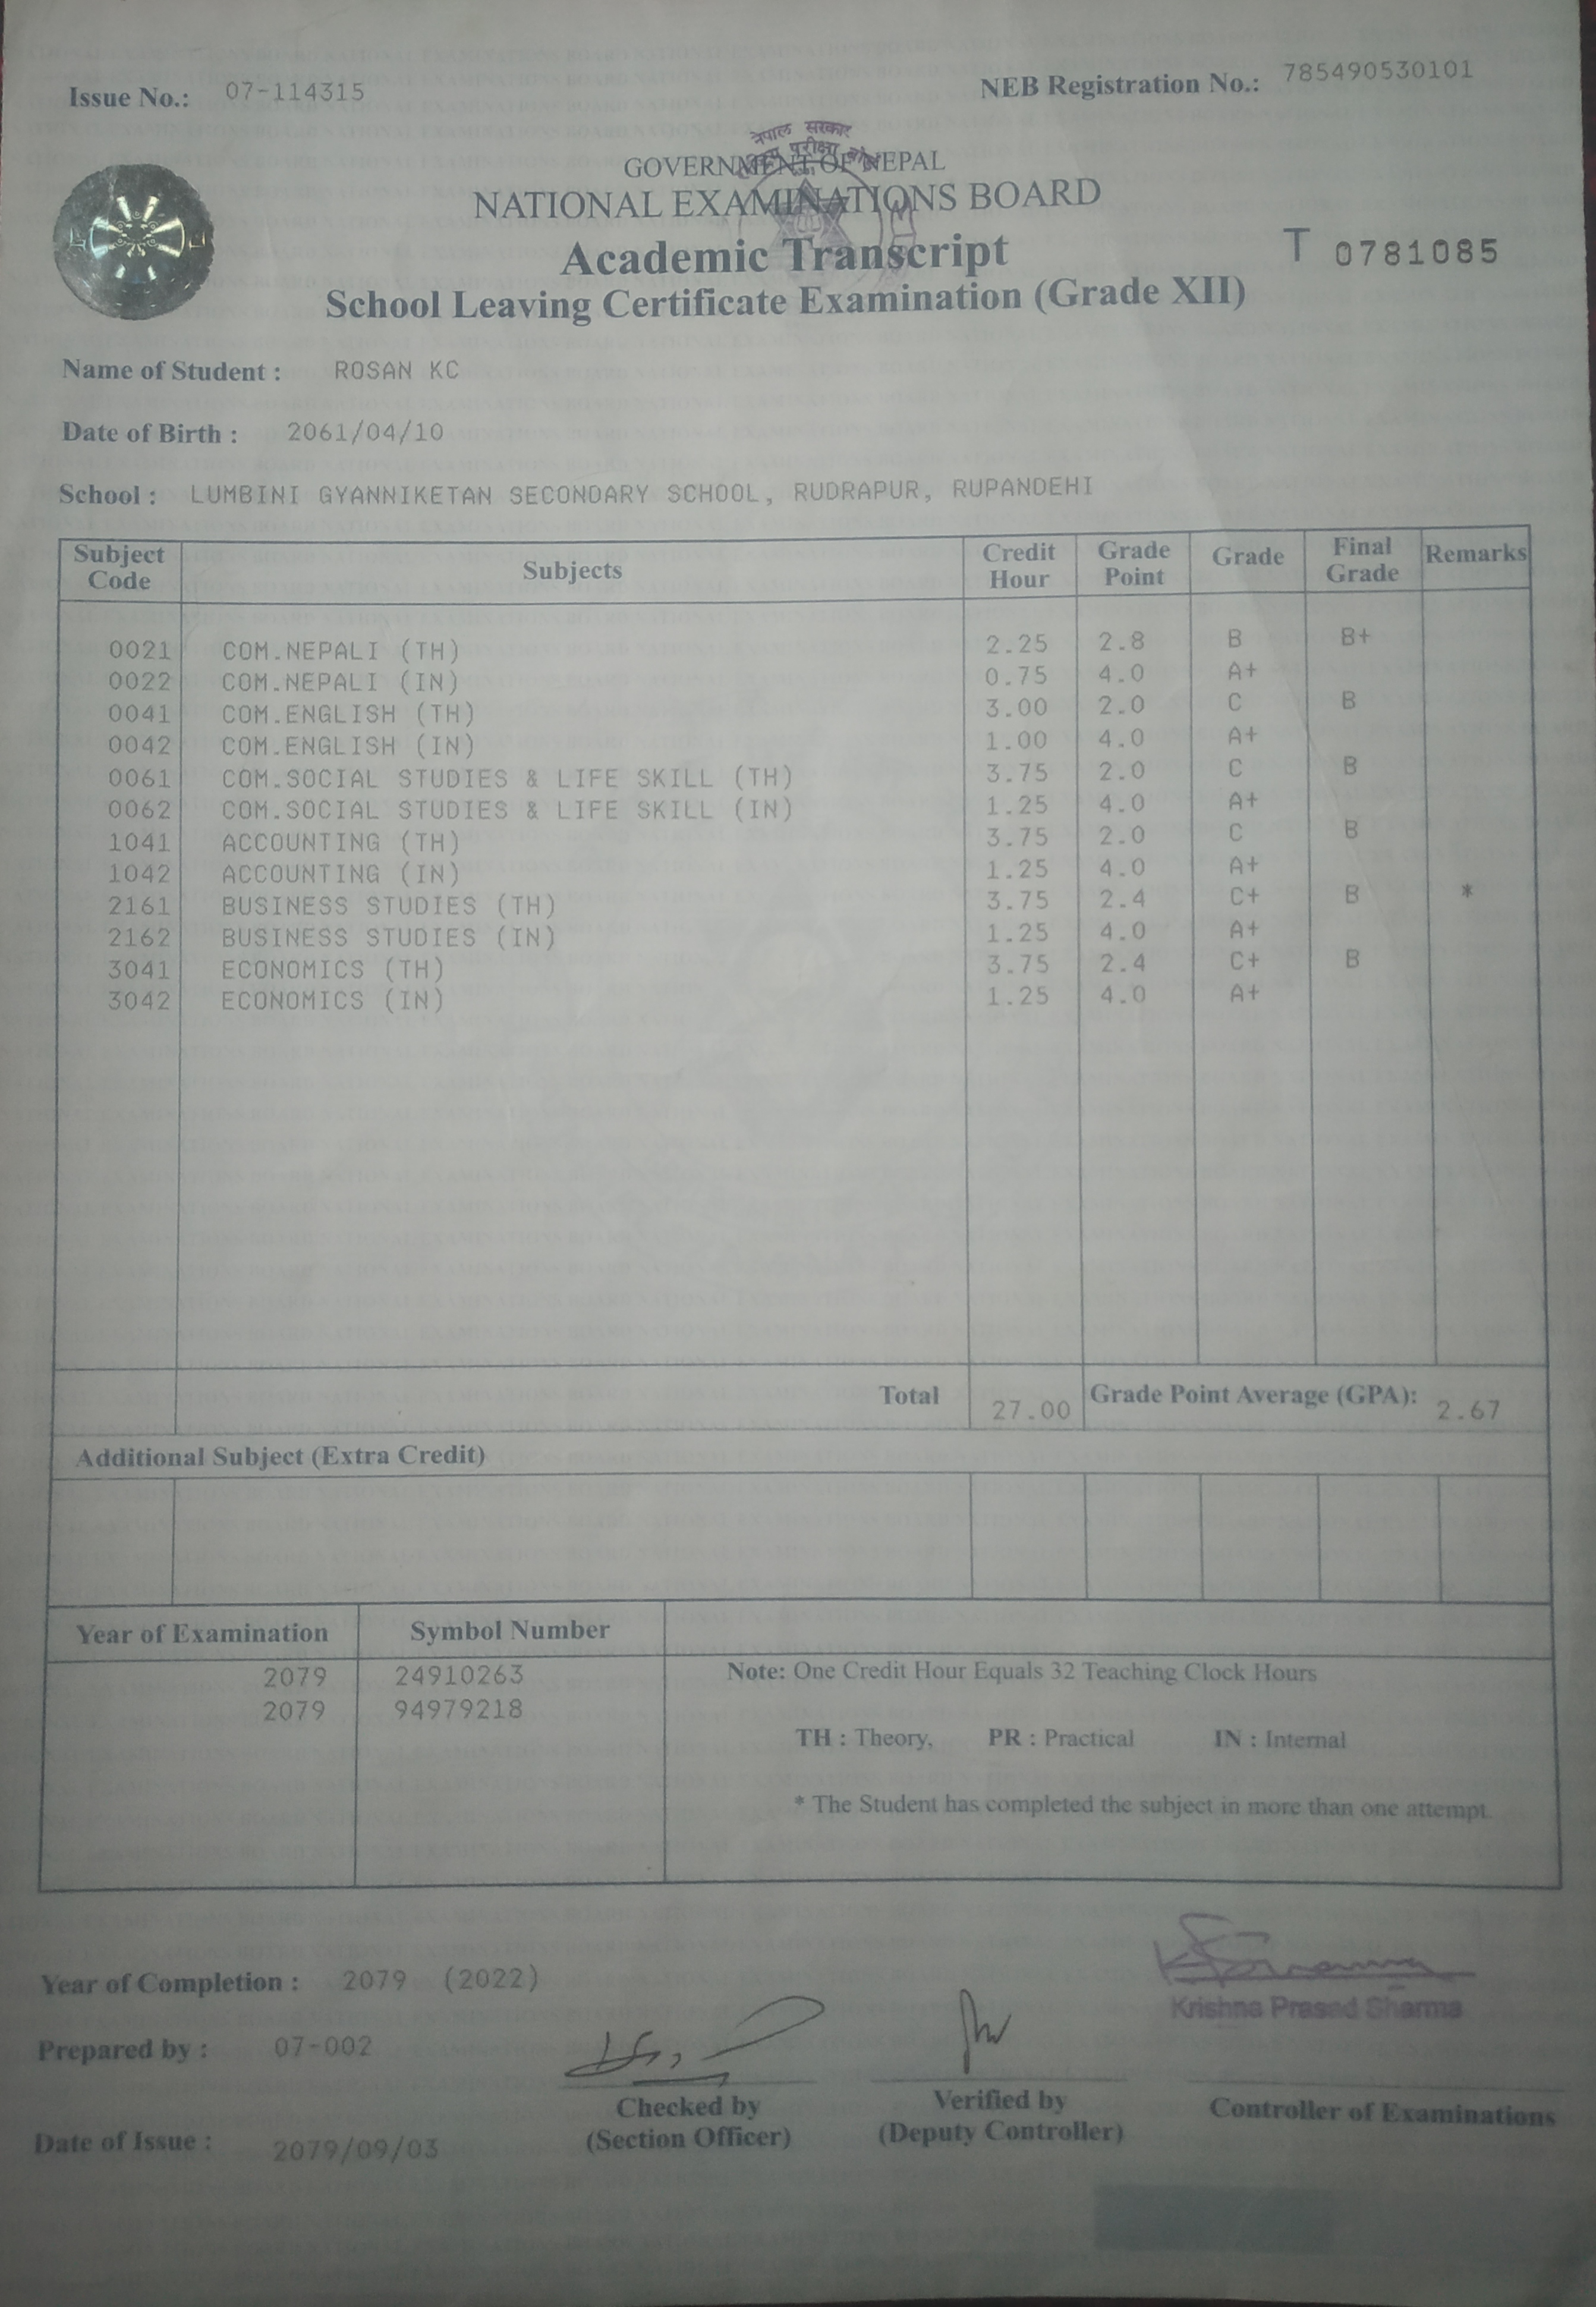 Issue No.: 07-114315
NEB Registration No.: 785490530101
नेपाल सरकार
परीक्षा
GOVERNMENT OF NEPAL
NATIONAL EXAMINATIONS BOARD
Academic Transcript
T 0781085
School Leaving Certificate Examination (Grade XII)
Name of Student : ROSAN KC
Date of Birth : 2061/04/10
School : LUMBINI GYANNIKETAN SECONDARY SCHOOL, RUDRAPUR, RUPANDEHI
Subject Code Subjects Credit Hour Grade Point Grade Final Grade Remarks
0021 COM.NEPALI (TH) 2.25 2.8 B B+
0022 COM.NEPALI (IN) 0.75 4.0 A+
0041 COM.ENGLISH (TH) 3.00 2.0 C B
0042 COM.ENGLISH (IN) 1.00 4.0 A+
0061 COM.SOCIAL STUDIES & LIFE SKILL (TH) 3.75 2.0 C B
0062 COM.SOCIAL STUDIES & LIFE SKILL (IN) 1.25 4.0 A+
1041 ACCOUNTING (TH) 3.75 2.0 C B
1042 ACCOUNTING (IN) 1.25 4.0 A+
2161 BUSINESS STUDIES (TH) 3.75 2.4 C+ B *
2162 BUSINESS STUDIES (IN) 1.25 4.0 A+
3041 ECONOMICS (TH) 3.75 2.4 C+ B
3042 ECONOMICS (IN) 1.25 4.0 A+
Total 27.00 Grade Point Average (GPA): 2.67
Additional Subject (Extra Credit)
Year of Examination Symbol Number
2079 24910263
2079 94979218
Note: One Credit Hour Equals 32 Teaching Clock Hours
TH : Theory, PR : Practical IN : Internal
* The Student has completed the subject in more than one attempt.
Year of Completion : 2079 (2022)
Krishna Prasad Sharma
Prepared by : 07-002
Checked by
(Section Officer)
Verified by
(Deputy Controller)
Controller of Examinations
Date of Issue : 2079/09/03